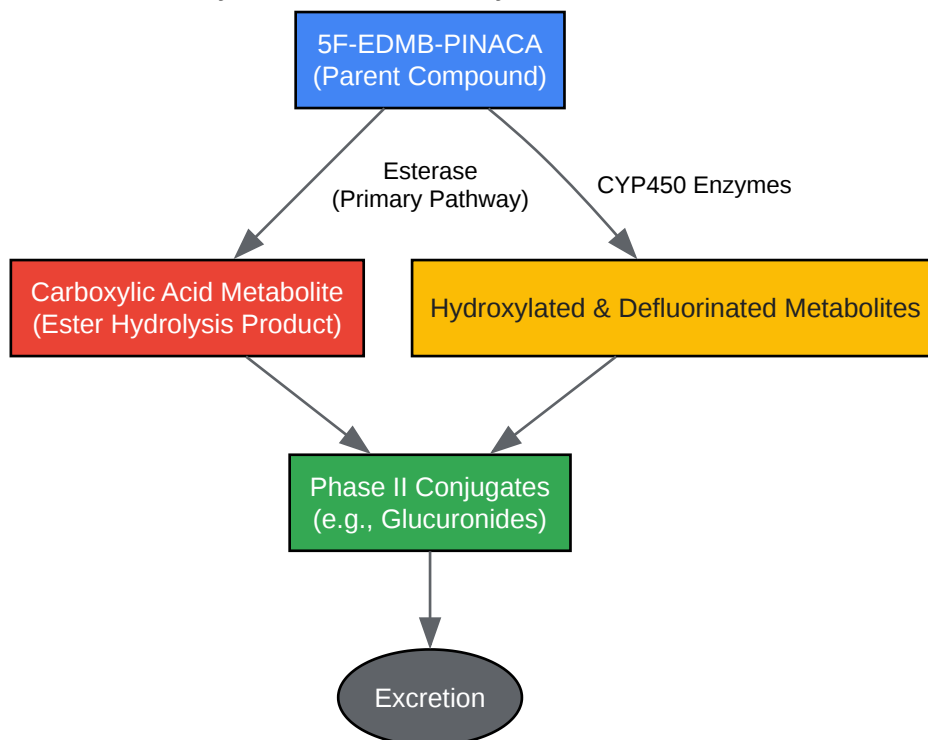 5F-EDMB-PINACA
(Parent Compound)
Esterase
(Primary Pathway)
CYP450 Enzymes
Carboxylic Acid Metabolite
(Ester Hydrolysis Product)
Hydroxylated & Defluorinated Metabolites
Phase II Conjugates
(e.g., Glucuronides)
Excretion